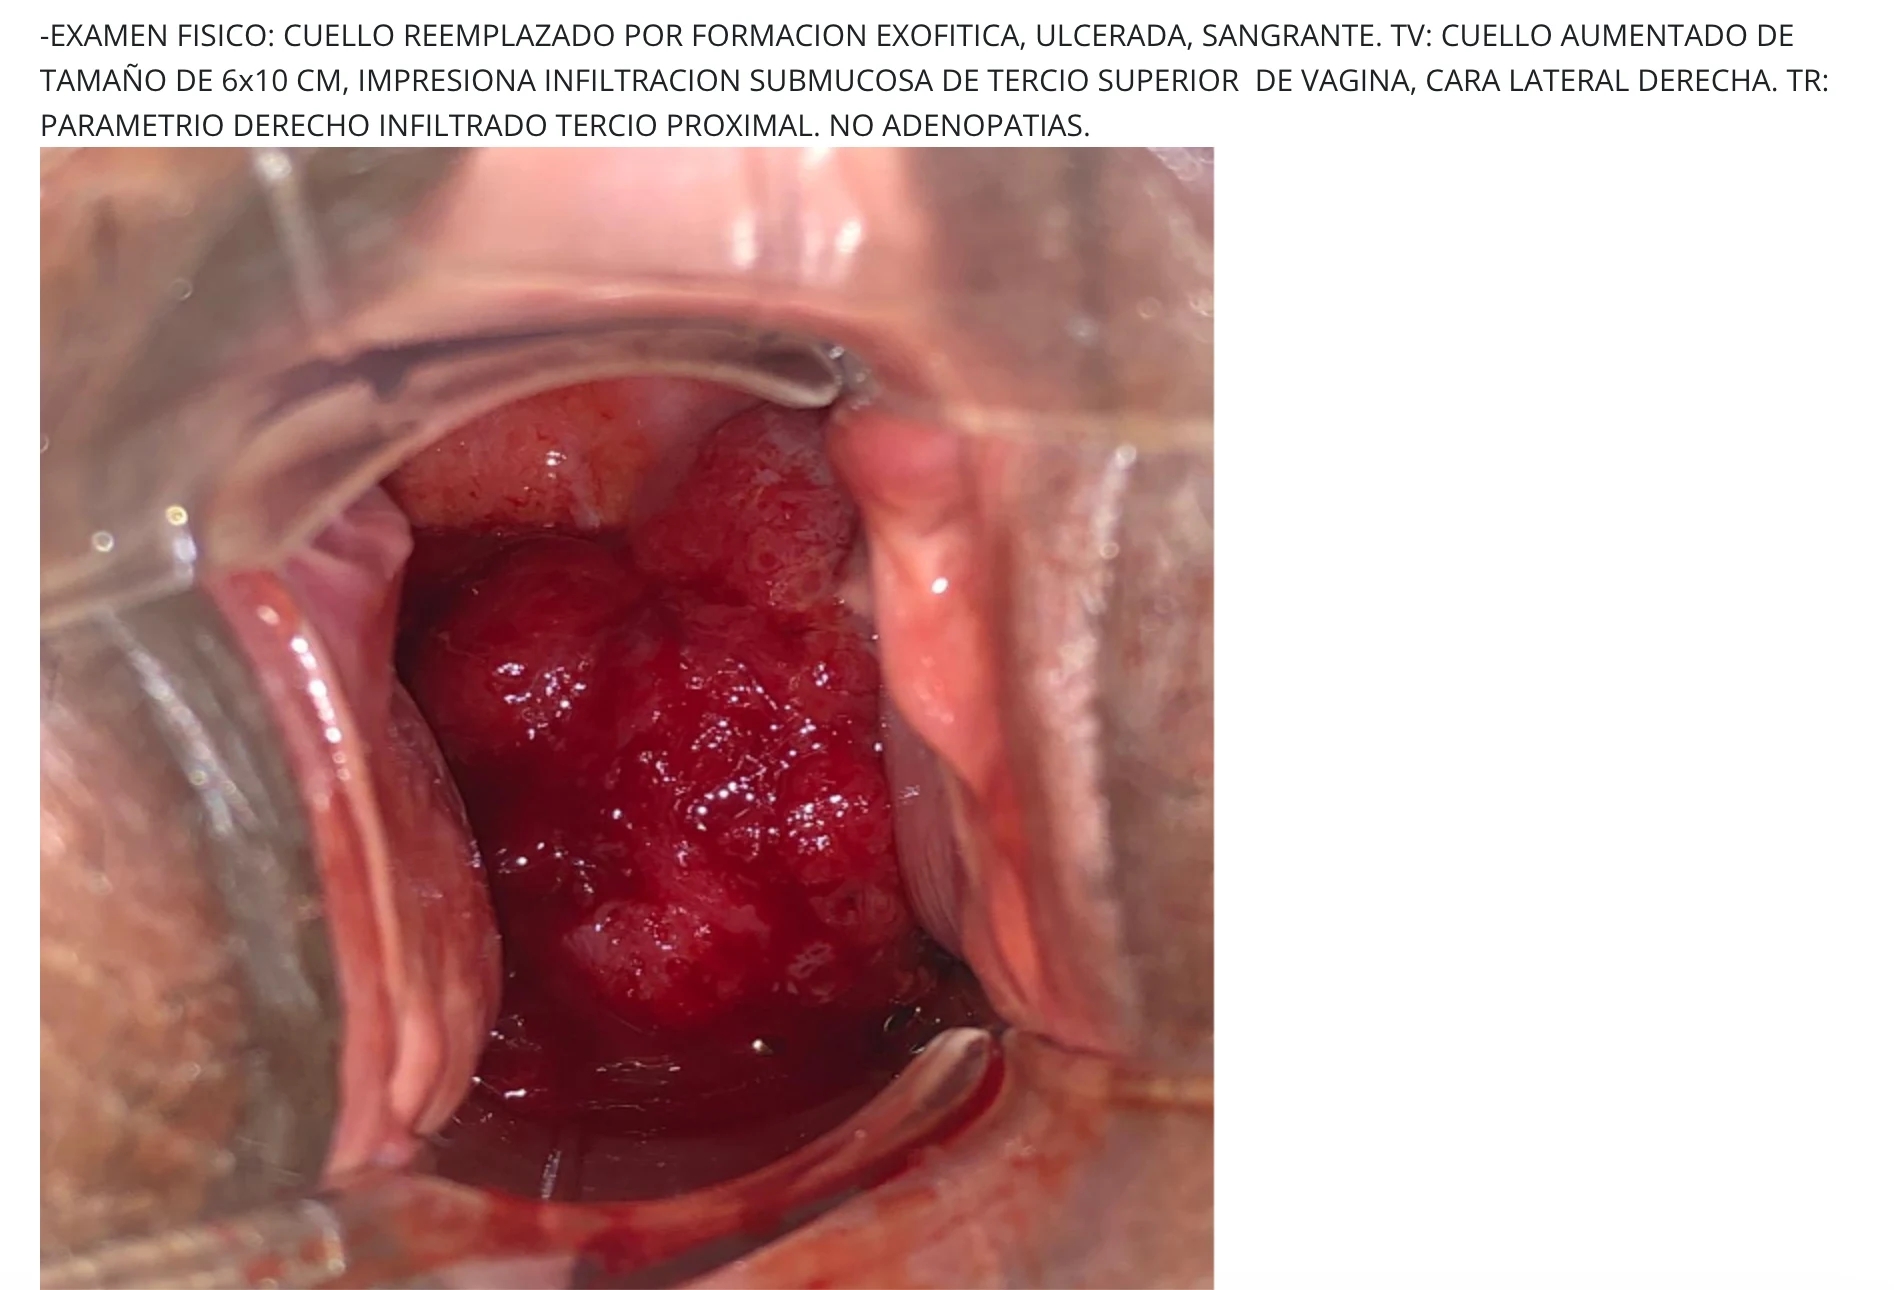 -EXAMEN FISICO: CUELLO REEMPLAZADO POR FORMACION EXOFITICA, ULCERADA, SANGRANTE. TV: CUELLO AUMENTADO DE
TAMAÑO DE 6x10 CM, IMPRESIONA INFILTRACION SUBMUCOSA DE TERCIO SUPERIOR  DE VAGINA, CARA LATERAL DERECHA. TR:
PARAMETRIO DERECHO INFILTRADO TERCIO PROXIMAL. NO ADENOPATIAS.